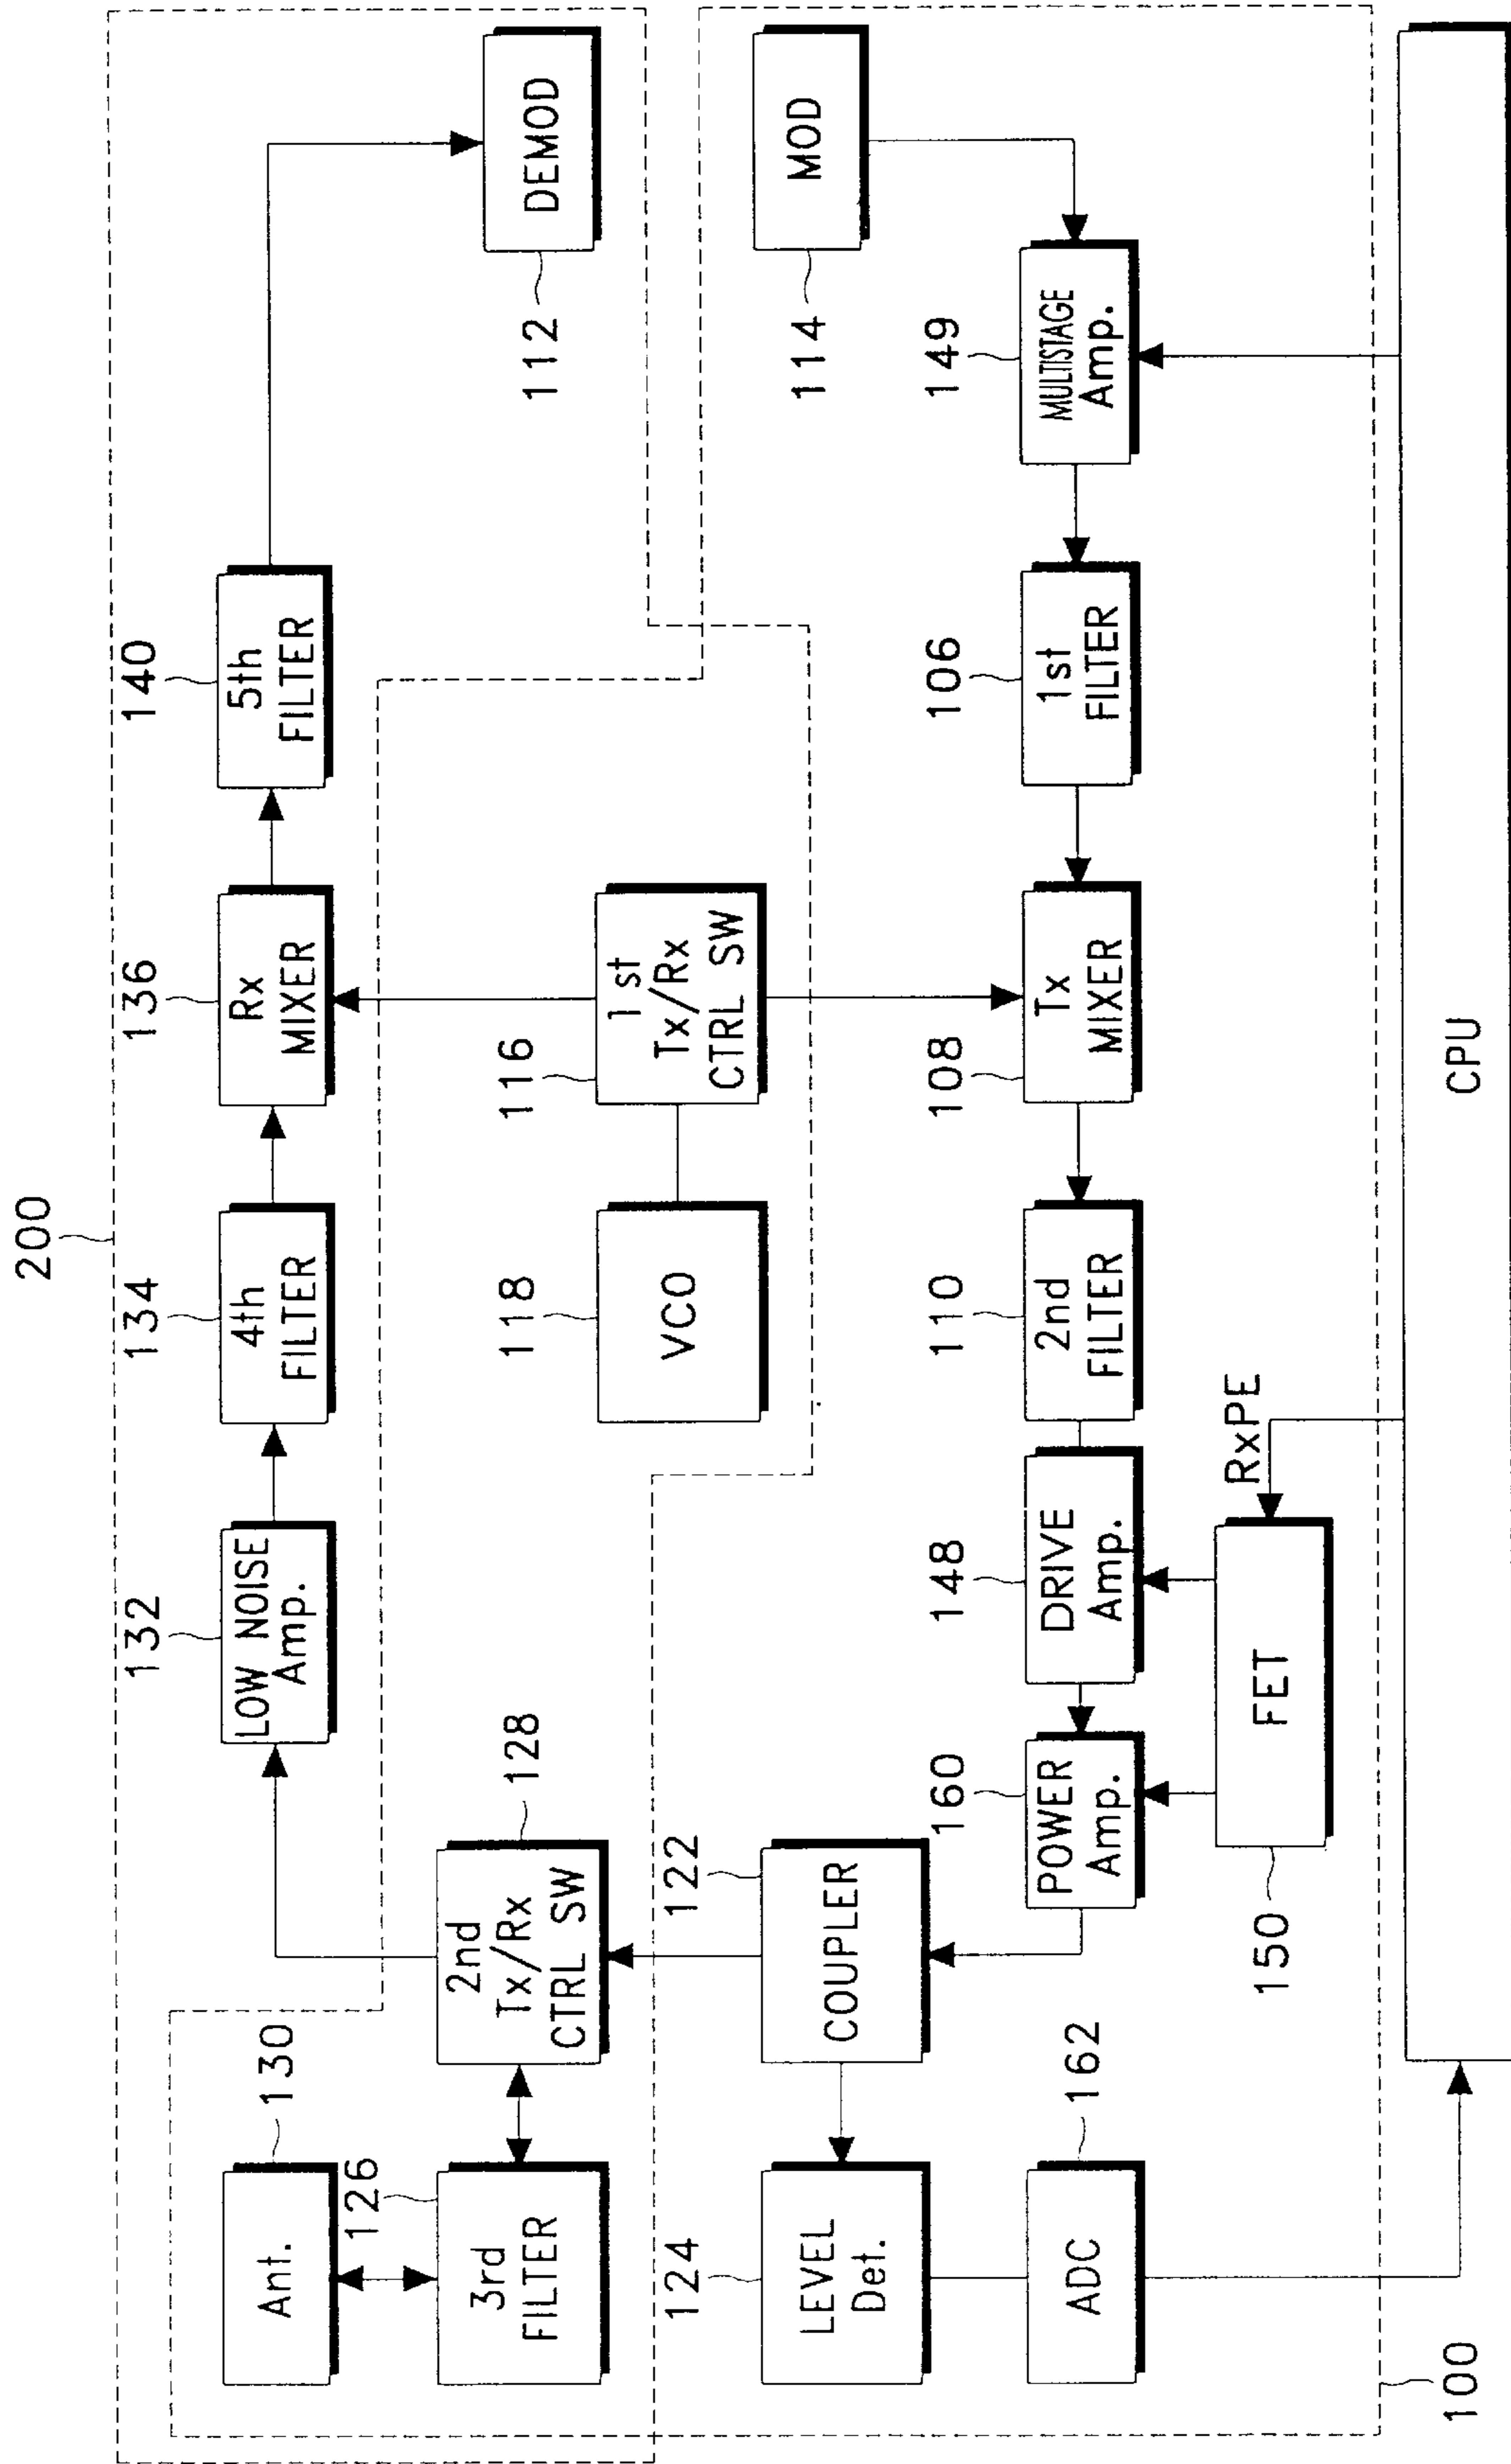 200
132
134
136
140
LOW NOISE
Amp.
4th
FILTER
Rx
MIXER
5th
FILTER
130
Ant.
126
3rd
FILTER
128
2nd
Tx/Rx
CTRL SW
118
VCO
116
1st
Tx/Rx
CTRL SW
112
DEMOD
124
LEVEL
Det.
122
COUPLER
114
MOD
162
ADC
160
POWER
Amp.
148
DRIVE
Amp.
110
2nd
FILTER
108
Tx
MIXER
106
1st
FILTER
149
MULTISTAGE
Amp.
150
FET
RxPE
100
CPU